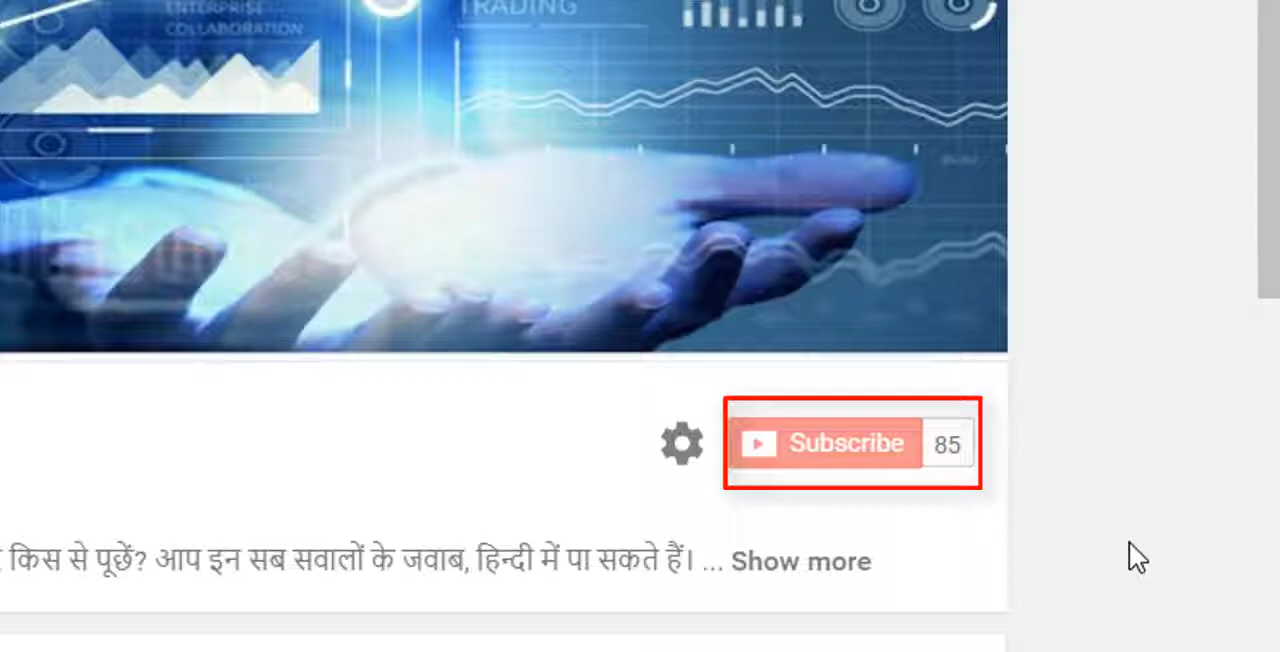 ENTERPRISE
COLLABORATION
TRADING
Subscribe 85
किस से पूछें? आप इन सब सवालों के जवाब, हिन्दी में पा सकते हैं। ... Show more